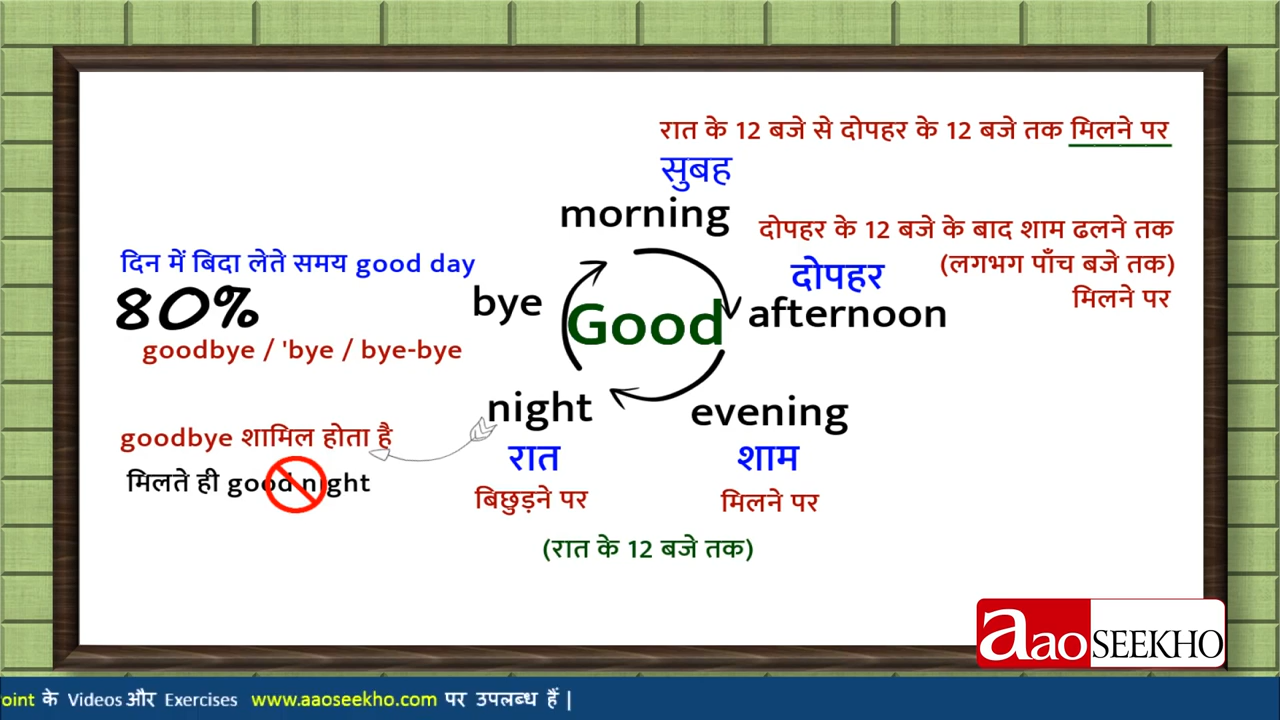 रात के 12 बजे से दोपहर के 12 बजे तक मिलने पर
सुबह
morning
दोपहर के 12 बजे के बाद शाम ढलने तक
(लगभग पाँच बजे तक)
मिलने पर
दोपहर
afternoon
Good
दिन में बिदा लेते समय good day
80%
goodbye / 'bye / bye-bye
bye
night
रात
बिछुड़ने पर
evening
शाम
मिलने पर
goodbye शामिल होता है
मिलते ही good night
(रात के 12 बजे तक)
aao SEEKHO
oint के Videos और Exercises www.aaoseekho.com पर उपलब्ध हैं |